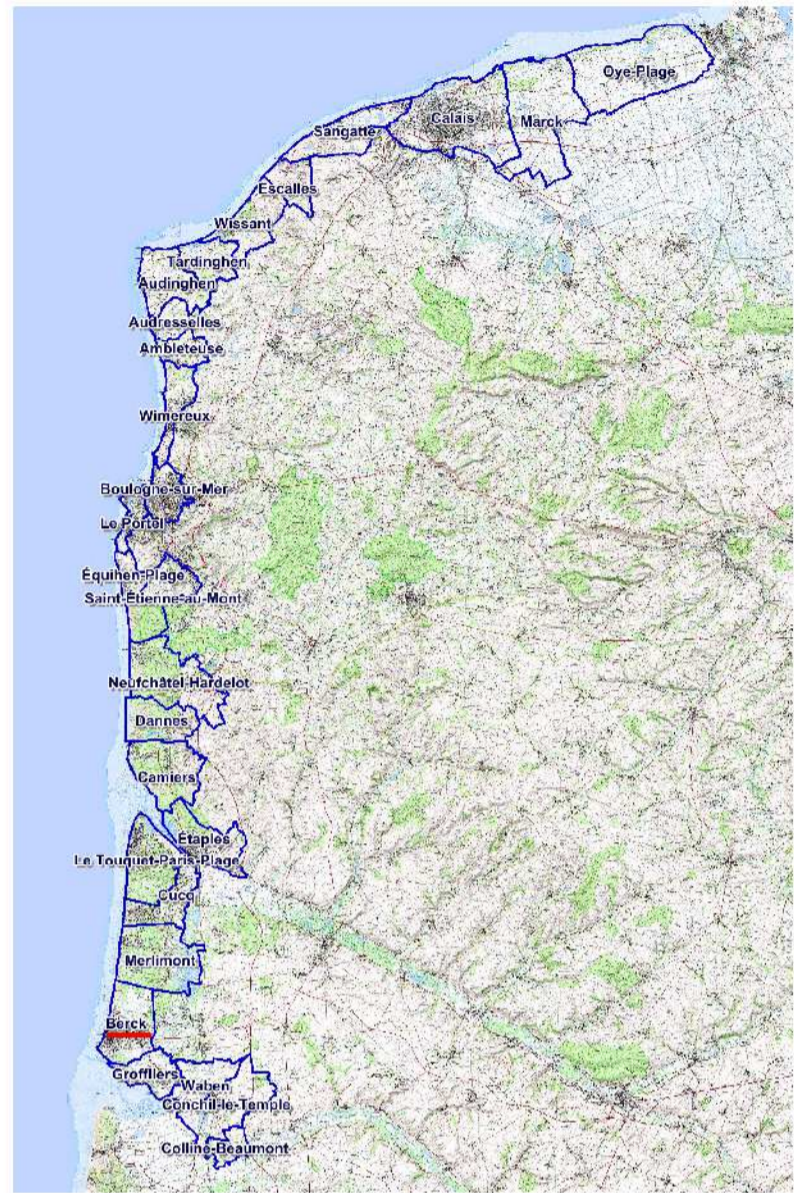 Oye-Plage
Calais
Marck
Sangatte
Escalles
Wissant
Tardinghen
Audinghen
Audresselles
Ambleteuse
Wimereux
Boulogne-sur-Mer
Le Portel
Équihen-Plage
Saint-Étienne-au-Mont
Neufchâtel-Hardelot
Dannes
Camiers
Étaples
Le Touquet-Paris-Plage
Cucq
Merlimont
Berck
Groffliers
Waben
Conchil-le-Temple
Colline-Beaumont